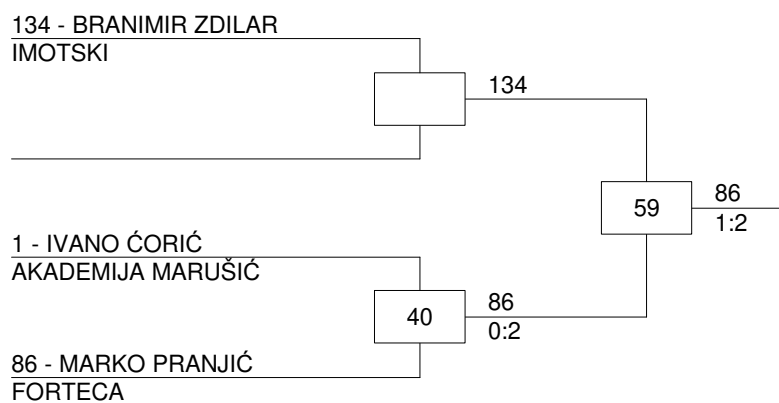 134 - BRANIMIR ZDILAR
IMOTSKI
134
86
59
1:2
1 - IVANO ĆORIĆ
AKADEMIJA MARUŠIĆ
86
40
0:2
86 - MARKO PRANJIĆ
FORTECA